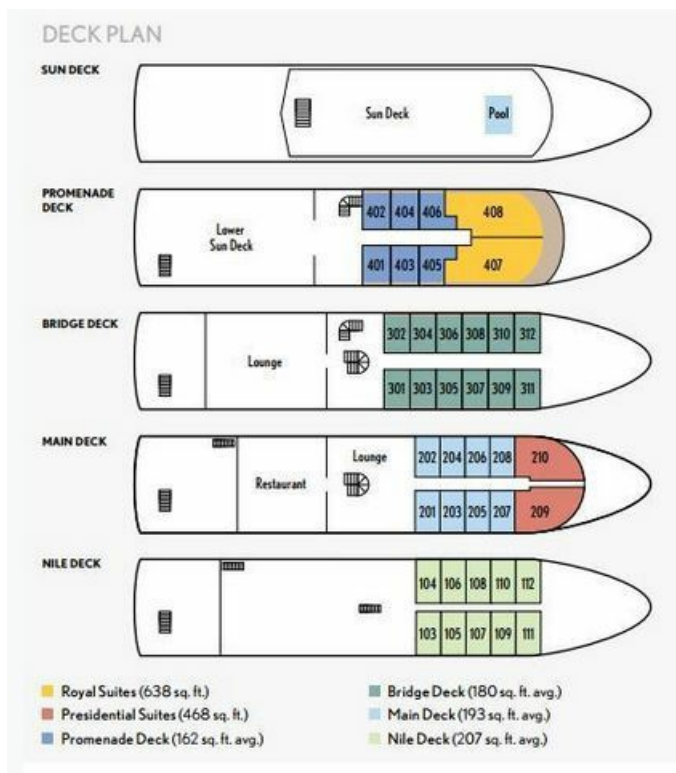 DECK PLAN
SUN DECK
Sun Deck
Pool
PROMENADE
DECK
Lower
Sun Deck
402 404 406 408
401 403 405 407
BRIDGE DECK
Lounge
302 304 306 308 310 312
301 303 305 307 309 311
MAIN DECK
Restaurant
Lounge
202 204 206 208 210
201 203 205 207 209
NILE DECK
104 106 108 110 112
103 105 107 109 111
Royal Suites (638 sq. ft.)
Presidential Suites (468 sq. ft.)
Promenade Deck (162 sq. ft. avg.)
Bridge Deck (180 sq. ft. avg.)
Main Deck (193 sq. ft. avg.)
Nile Deck (207 sq. ft. avg.)